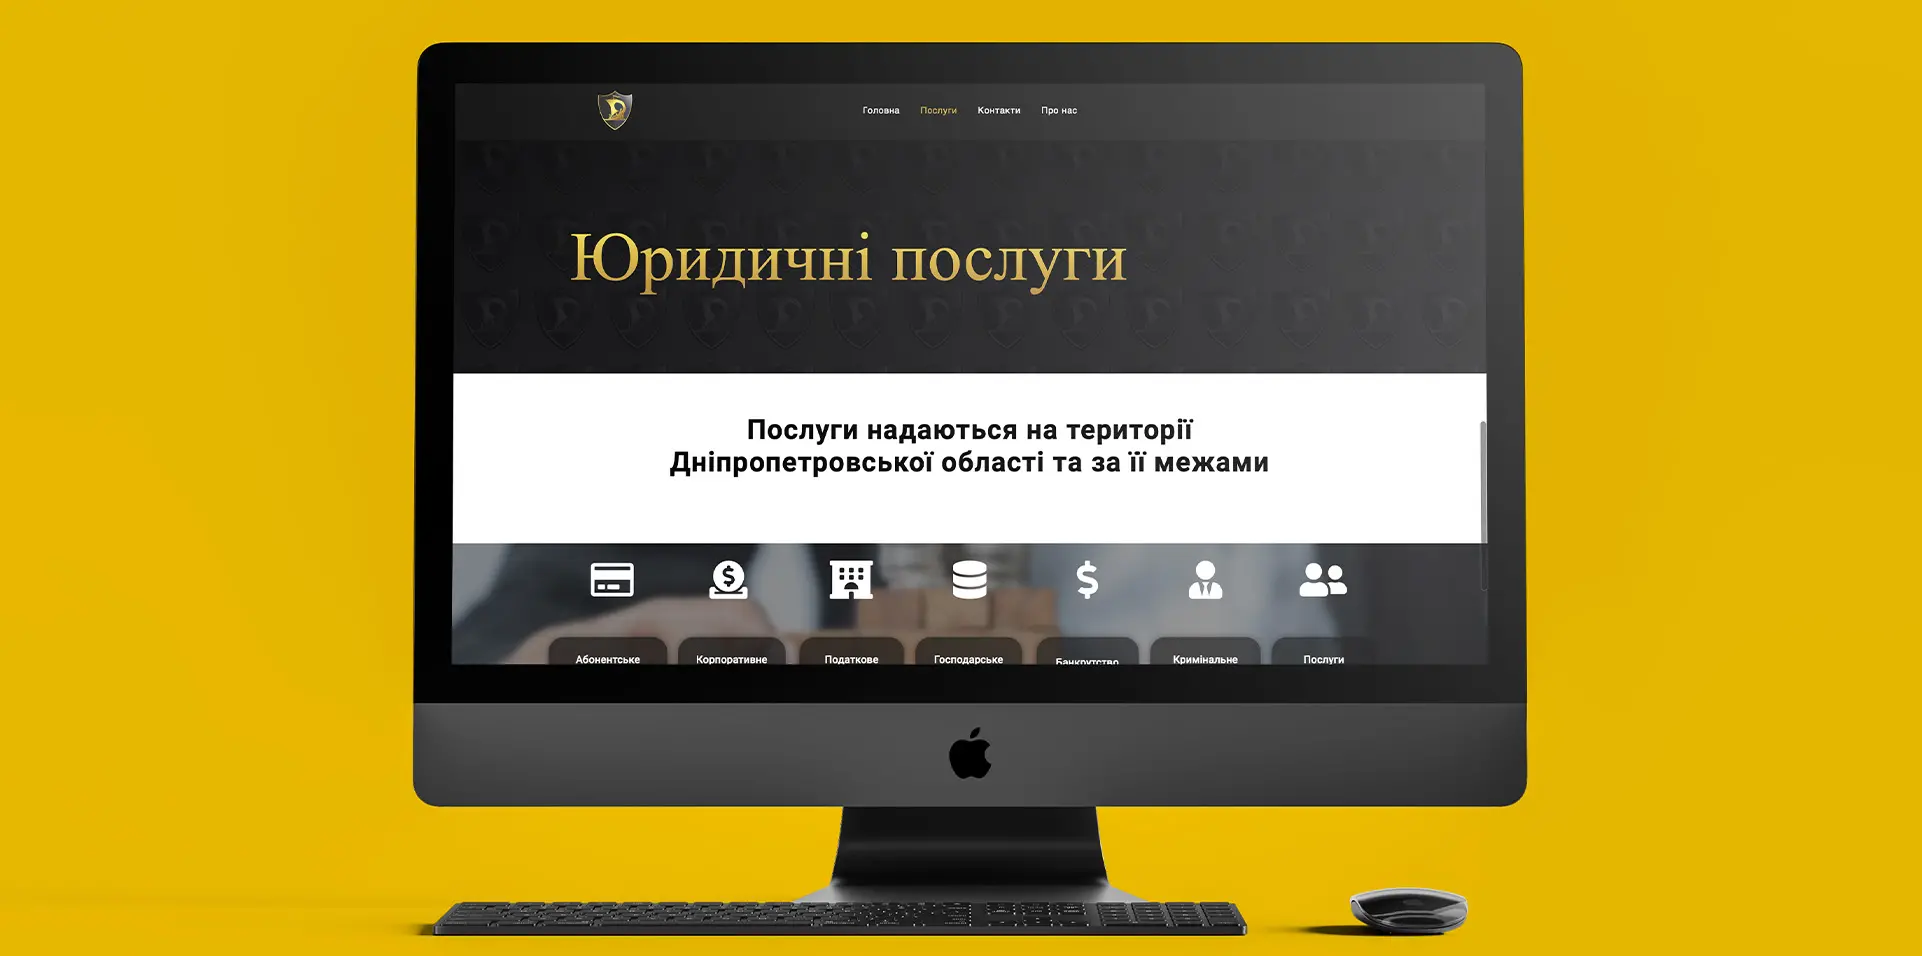 Головна Послуги Контакти Про нас
Юридичні послуги
Послуги надаються на території
Дніпропетровської області та за її межами
Абонентське Корпоративне Податкове Господарське Банкрутство Кримінальне Послуги